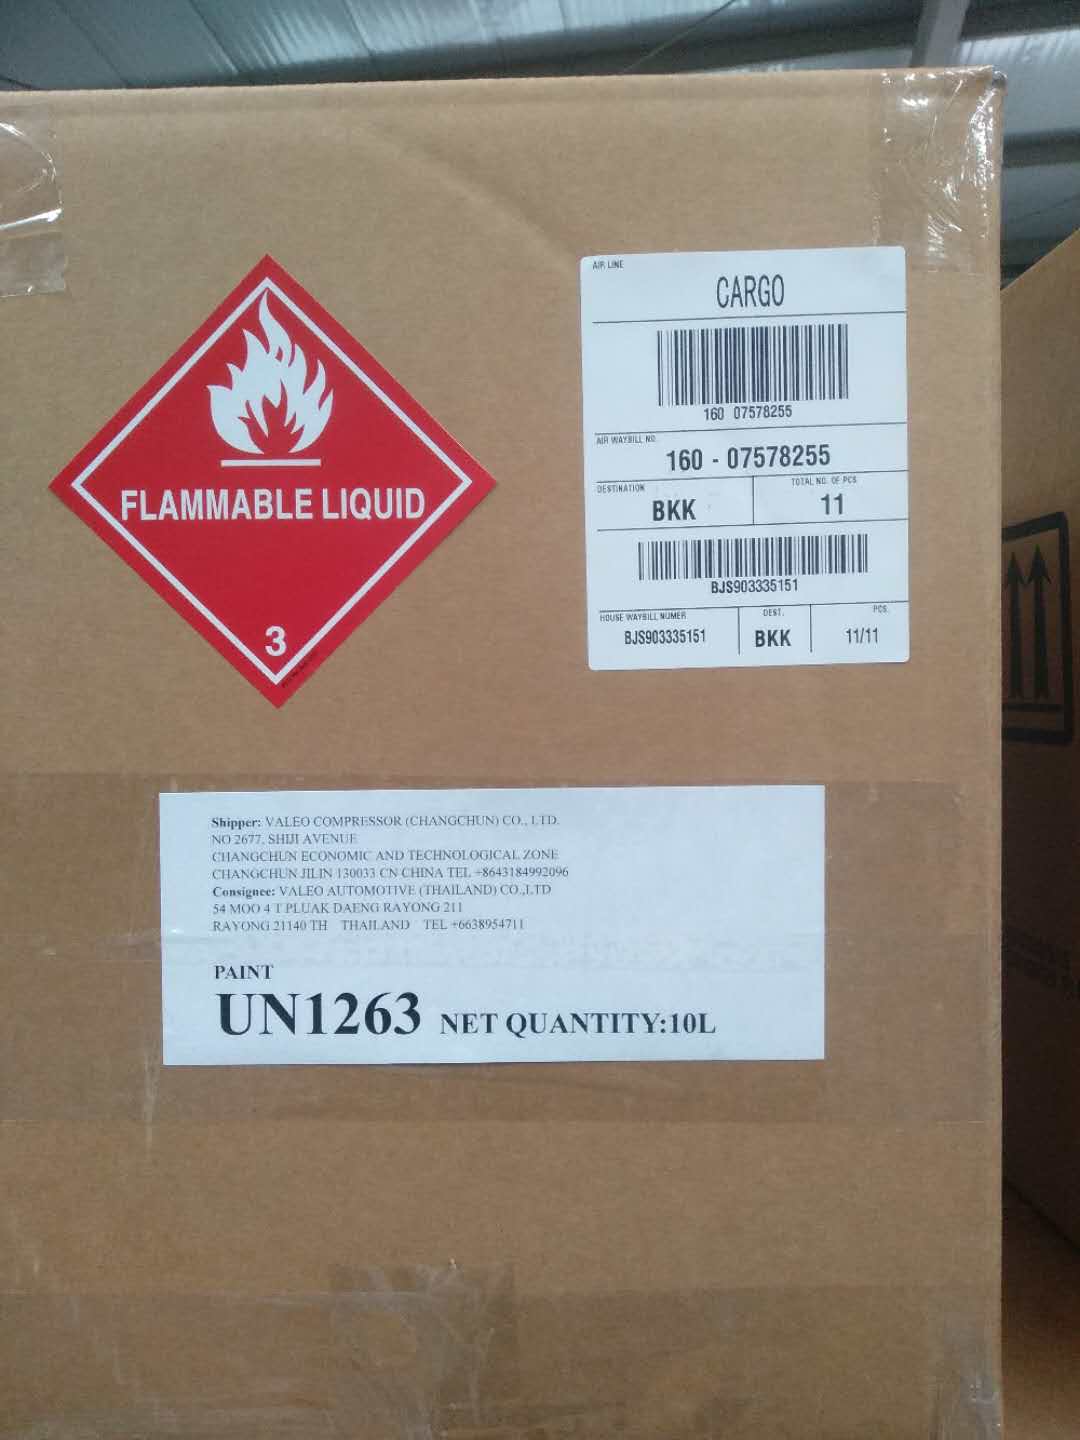 FLAMMABLE LIQUID
3
AIR LINE
CARGO
160 07578255
AIR WAYBILL NO.
160 - 07578255
DESTINATION
BKK
TOTAL NO. OF PCS
11
BJS903335151
HOUSE WAYBILL NUMER
BJS903335151
DEST.
BKK
PCS.
11/11
Shipper: VALEO COMPRESSOR (CHANGCHUN) CO., LTD.
NO 2677, SHIJI AVENUE
CHANGCHUN ECONOMIC AND TECHNOLOGICAL ZONE
CHANGCHUN JILIN 130033 CN CHINA TEL +8643184992096
Consignee: VALEO AUTOMOTIVE (THAILAND) CO.,LTD
54 MOO 4 T PLUAK DAENG RAYONG 211
RAYONG 21140 TH THAILAND TEL +6638954711
PAINT
UN1263 NET QUANTITY:10L